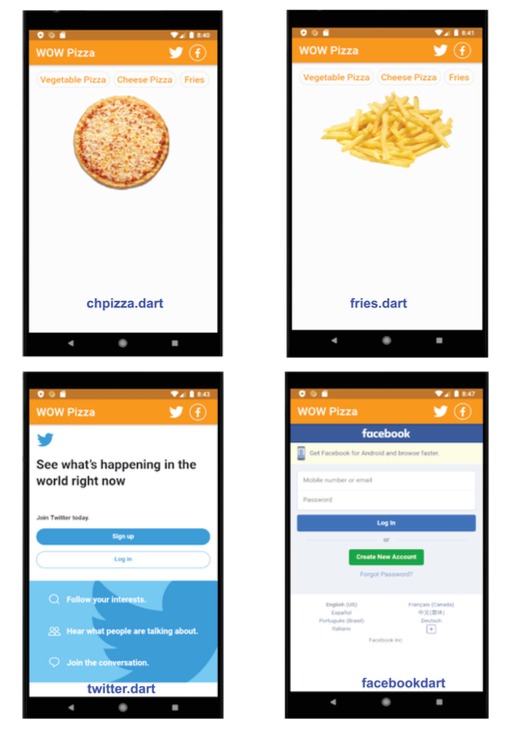 8:40
WOW Pizza
Vegetable Pizza Cheese Pizza Fries
chpizza.dart
8:41
WOW Pizza
Vegetable Pizza Cheese Pizza Fries
fries.dart
8:43
WOW Pizza
See what's happening in the
world right now
Join Twitter today.
Sign up
Log in
Follow your interests.
Hear what people are talking about.
Join the conversation.
twitter.dart
8:47
WOW Pizza
facebook
Get Facebook for Android and browse faster.
Mobile number or email
Password
Log In
or
Create New Account
Forgot Password?
English (US) Français (Canada)
Español 中文(繁体)
Português (Brasil) Deutsch
Italiano +
Facebook Inc.
facebookdart